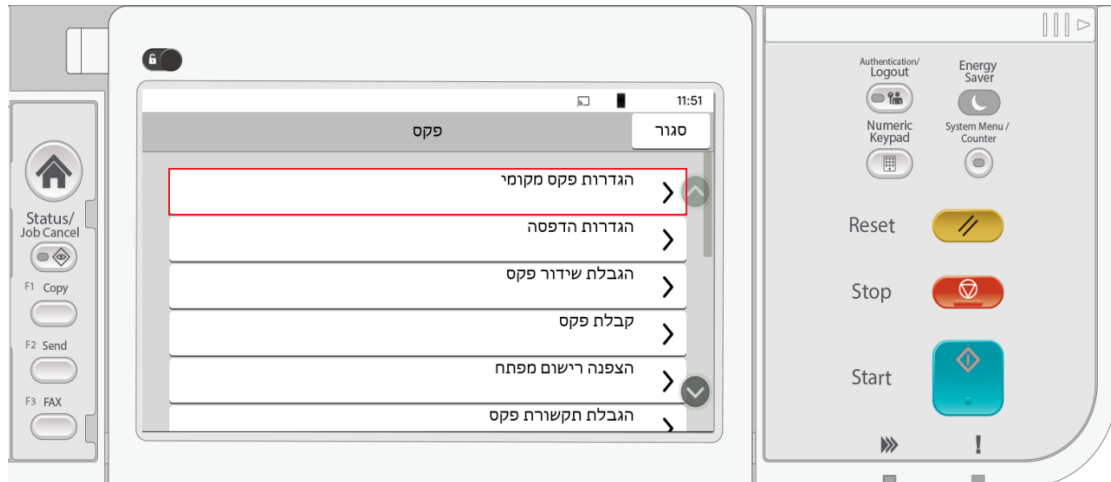 11:51
פקס
סגור
הגדרות פקס מקומי
הגדרות הדפסה
הגבלת שידור פקס
קבלת פקס
הצפנה רישום מפתח
הגבלת תקשורת פקס
Status/
Job Cancel
F1 Copy
F2 Send
F3 FAX
Authentication/
Logout
Energy
Saver
Numeric
Keypad
System Menu /
Counter
Reset
Stop
Start